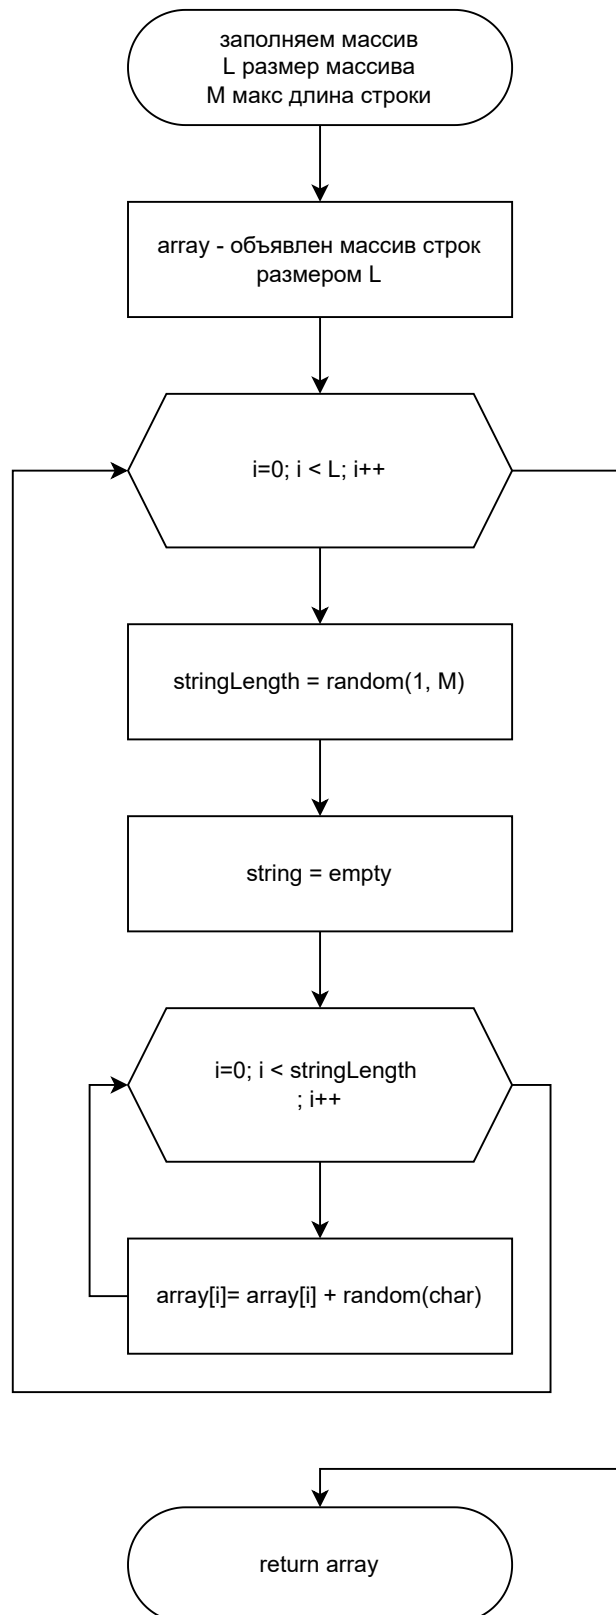 заполняем массив
L размер массива
M макс длина строки
array - объявлен массив строк
размером L
i=0; i < L; i++
stringLength = random(1, M)
string = empty
i=0; i < stringLength
; i++
array[i]= array[i] + random(char)
return array